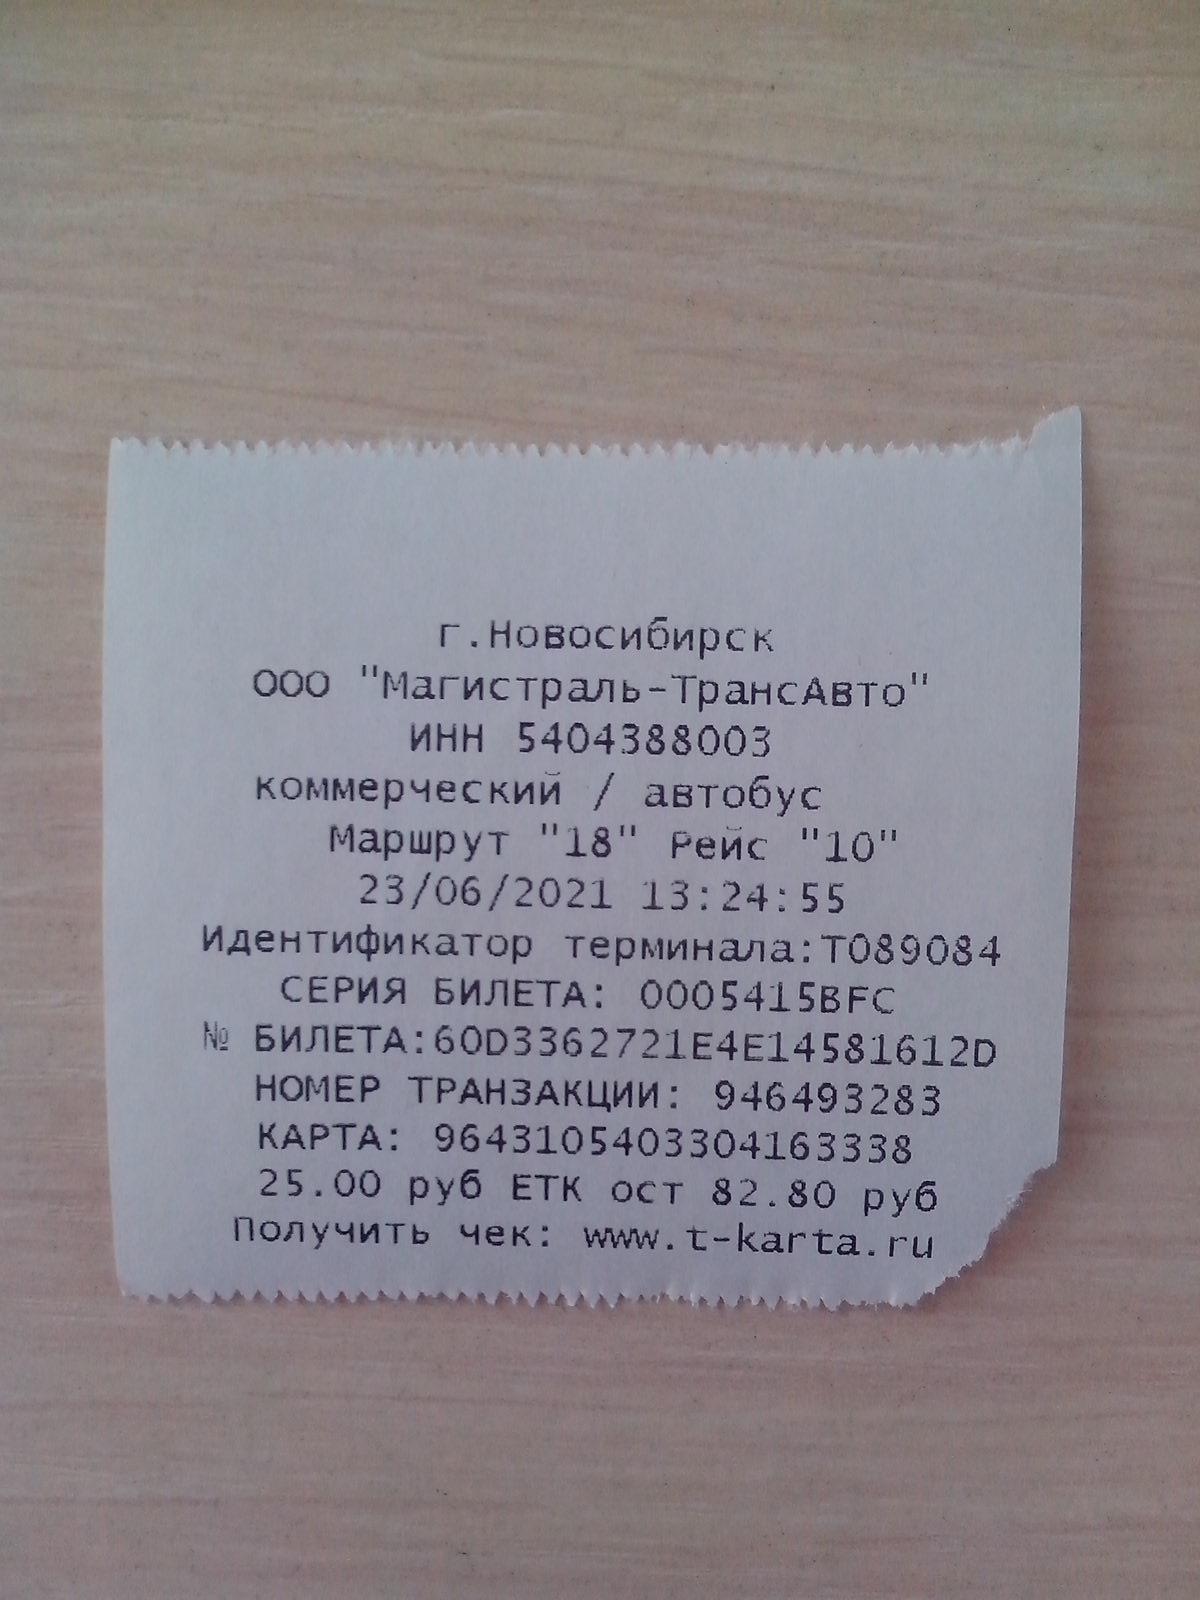 г.Новосибирск
ООО "Магистраль-ТрансАвто"
ИНН 5404388003
коммерческий / автобус
Маршрут "18" Рейс "10"
23/06/2021 13:24:55
Идентификатор терминала:T089084
СЕРИЯ БИЛЕТА: 0005415BFC
№ БИЛЕТА:60D3362721E4E14581612D
НОМЕР ТРАНЗАКЦИИ: 946493283
КАРТА: 9643105403304163338
25.00 руб ЕТК ост 82.80 руб
Получить чек: www.t-karta.ru